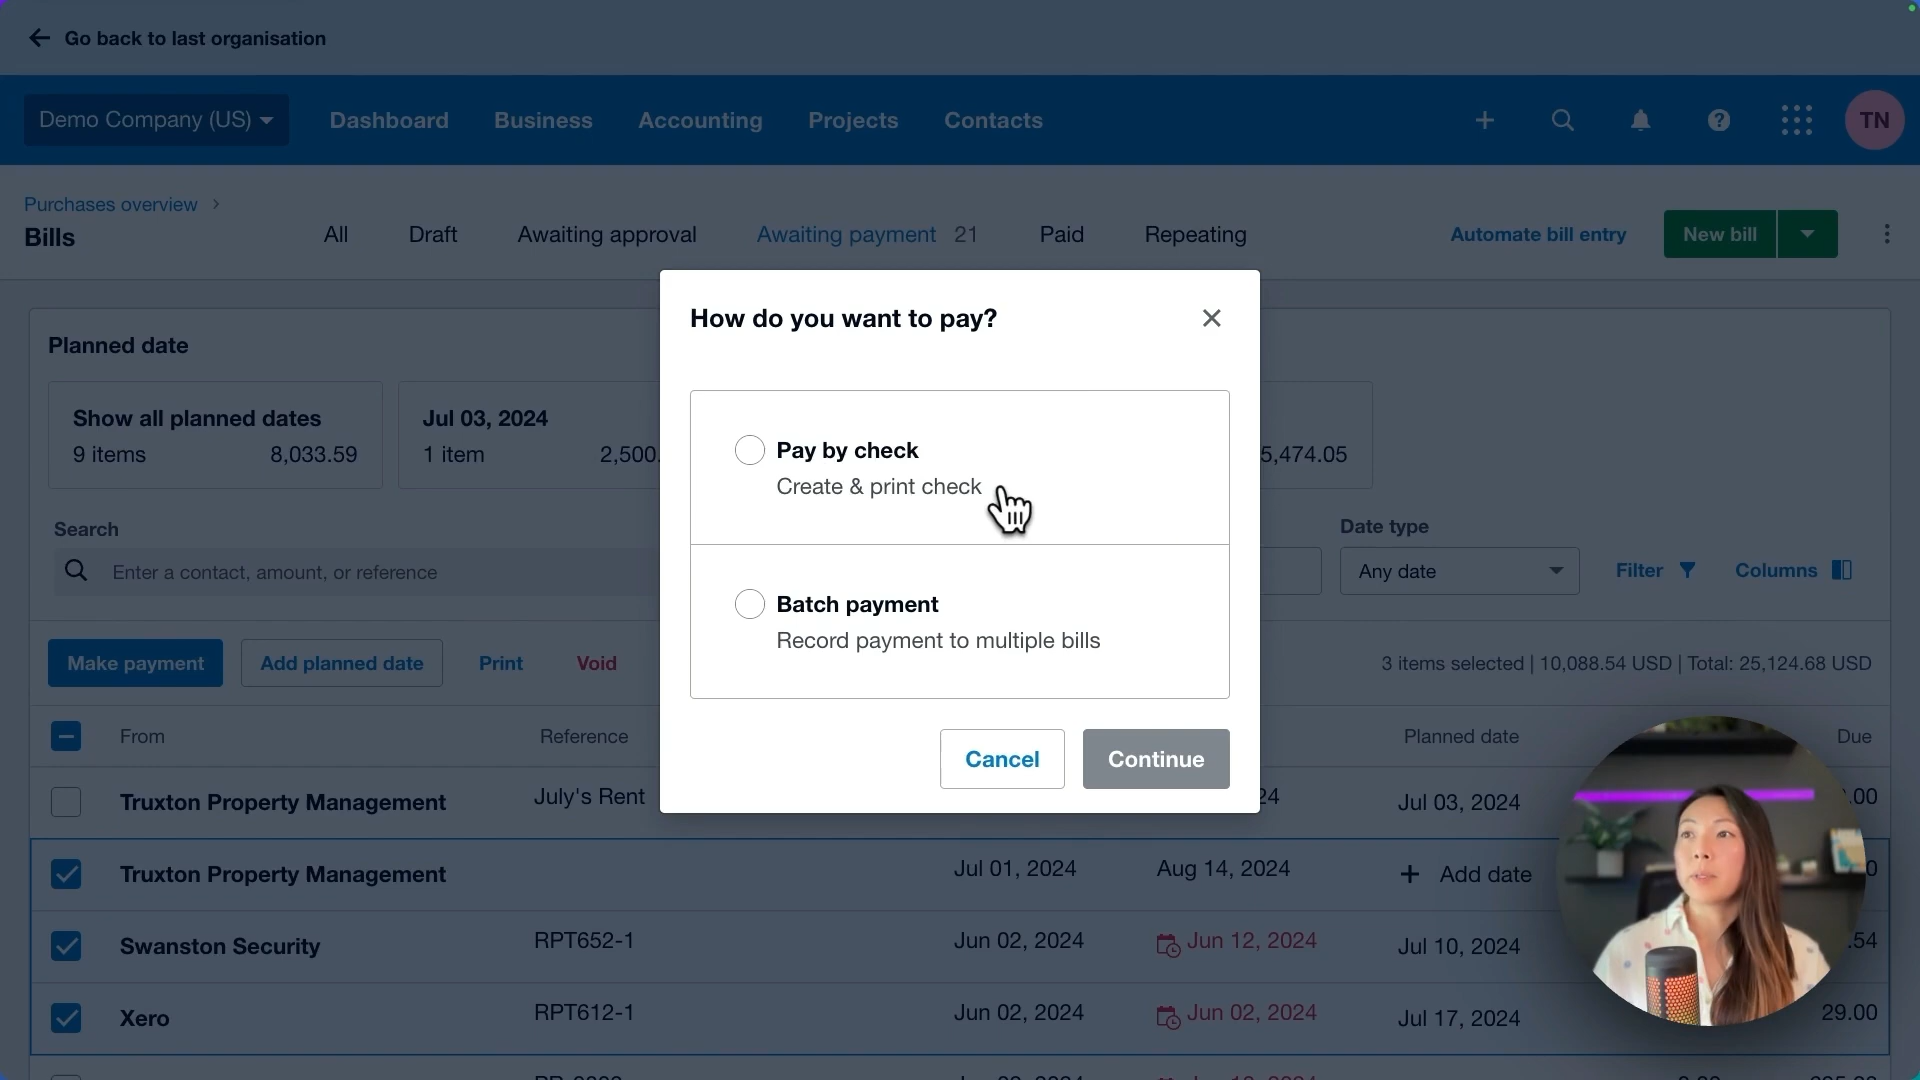 Go back to last organisation
Demo Company (US) Dashboard Business Accounting Projects Contacts TN
Purchases overview
Bills
All Draft Awaiting approval Awaiting payment 21 Paid Repeating Automate bill entry New bill
How do you want to pay?
Planned date
Show all planned dates
9 items 8,033.59
Jul 03, 2024
1 item 2,500.
5,474.05
Pay by check
Create & print check
Search
Enter a contact, amount, or reference
Date type
Any date Filter Columns
Batch payment
Record payment to multiple bills
Make payment Add planned date Print Void 3 items selected | 10,088.54 USD | Total: 25,124.68 USD
Cancel Continue
From Reference Planned date Due
Truxton Property Management July's Rent 24 Jul 03, 2024 .00
Truxton Property Management Jul 01, 2024 Aug 14, 2024 Add date 0
Swanston Security RPT652-1 Jun 02, 2024 Jun 12, 2024 Jul 10, 2024 .54
Xero RPT612-1 Jun 02, 2024 Jun 02, 2024 Jul 17, 2024 29.00